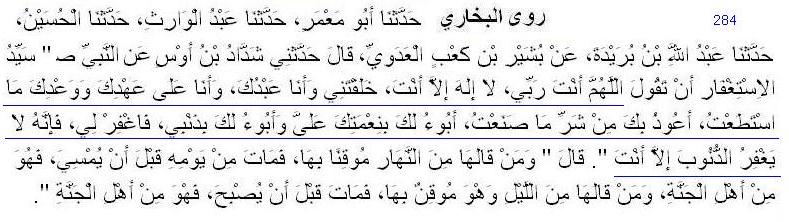 روى البخاري حَدَّثَنَا أَبُو مَعْمَرٍ، حَدَّثَنَا عَبْدُ الْوَارِثِ، حَدَّثَنَا الْحُسَيْنُ، 284
حَدَّثَنَا عَبْدُ اللَّهِ بْنُ بُرَيْدَةَ، عَنْ بُشَيْرِ بْنِ كَعْبٍ الْعَدَوِيِّ، قَالَ حَدَّثَنِي شَدَّادُ بْنُ أَوْسٍ عَنِ النَّبِيِّ ص " سَيِّدُ
الاِسْتِغْفَارِ أَنْ تَقُولَ اللَّهُمَّ أَنْتَ رَبِّي، لاَ إِلَهَ إِلاَّ أَنْتَ، خَلَقْتَنِي وَأَنَا عَبْدُكَ، وَأَنَا عَلَى عَهْدِكَ وَوَعْدِكَ مَا
اسْتَطَعْتُ، أَعُوذُ بِكَ مِنْ شَرِّ مَا صَنَعْتُ، أَبُوءُ لَكَ بِنِعْمَتِكَ عَلَىَّ وَأَبُوءُ لَكَ بِذَنْبِي، فَاغْفِرْ لِي، فَإِنَّهُ لاَ
يَغْفِرُ الذُّنُوبَ إِلاَّ أَنْتَ ". قَالَ " وَمَنْ قَالَهَا مِنَ النَّهَارِ مُوقِنًا بِهَا، فَمَاتَ مِنْ يَوْمِهِ قَبْلَ أَنْ يُمْسِيَ، فَهُوَ
مِنْ أَهْلِ الْجَنَّةِ، وَمَنْ قَالَهَا مِنَ اللَّيْلِ وَهُوَ مُوقِنٌ بِهَا، فَمَاتَ قَبْلَ أَنْ يُصْبِحَ، فَهُوَ مِنْ أَهْلِ الْجَنَّةِ ".